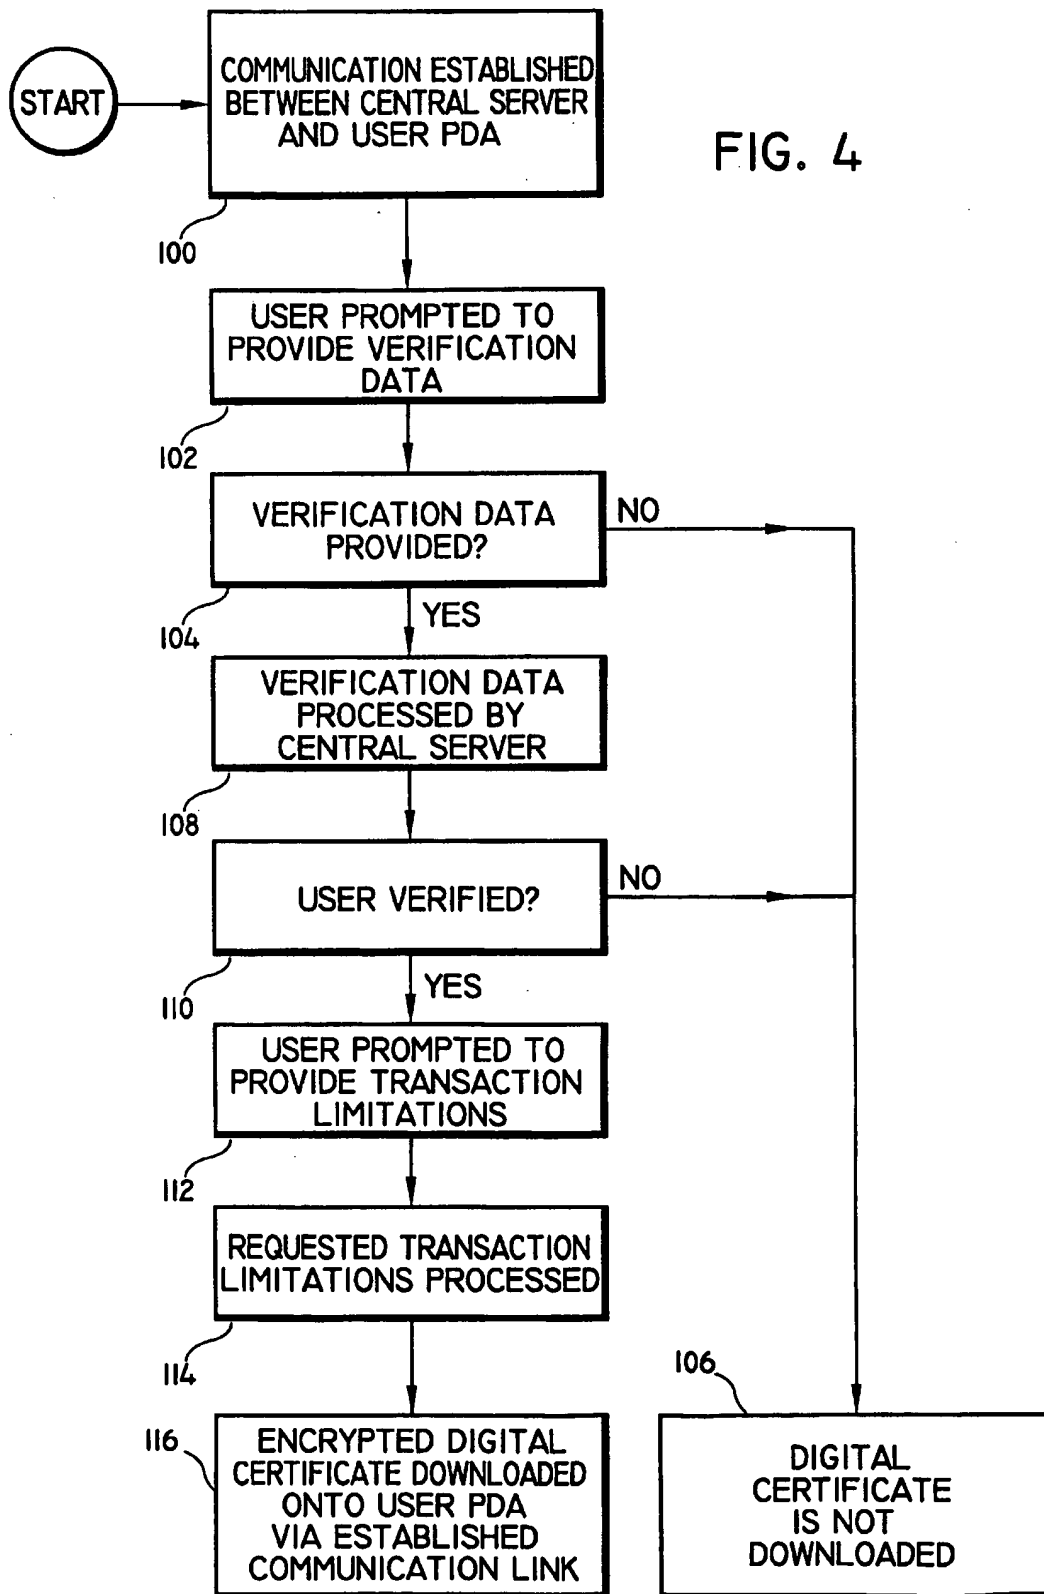 START
COMMUNICATION ESTABLISHED
BETWEEN CENTRAL SERVER
AND USER PDA
FIG. 4
100
USER PROMPTED TO
PROVIDE VERIFICATION
DATA
102
VERIFICATION DATA
PROVIDED?
NO
104
YES
VERIFICATION DATA
PROCESSED BY
CENTRAL SERVER
108
USER VERIFIED?
NO
110
YES
USER PROMPTED TO
PROVIDE TRANSACTION
LIMITATIONS
112
REQUESTED TRANSACTION
LIMITATIONS PROCESSED
114
116
ENCRYPTED DIGITAL
CERTIFICATE DOWNLOADED
ONTO USER PDA
VIA ESTABLISHED
COMMUNICATION LINK
106
DIGITAL
CERTIFICATE
IS NOT
DOWNLOADED